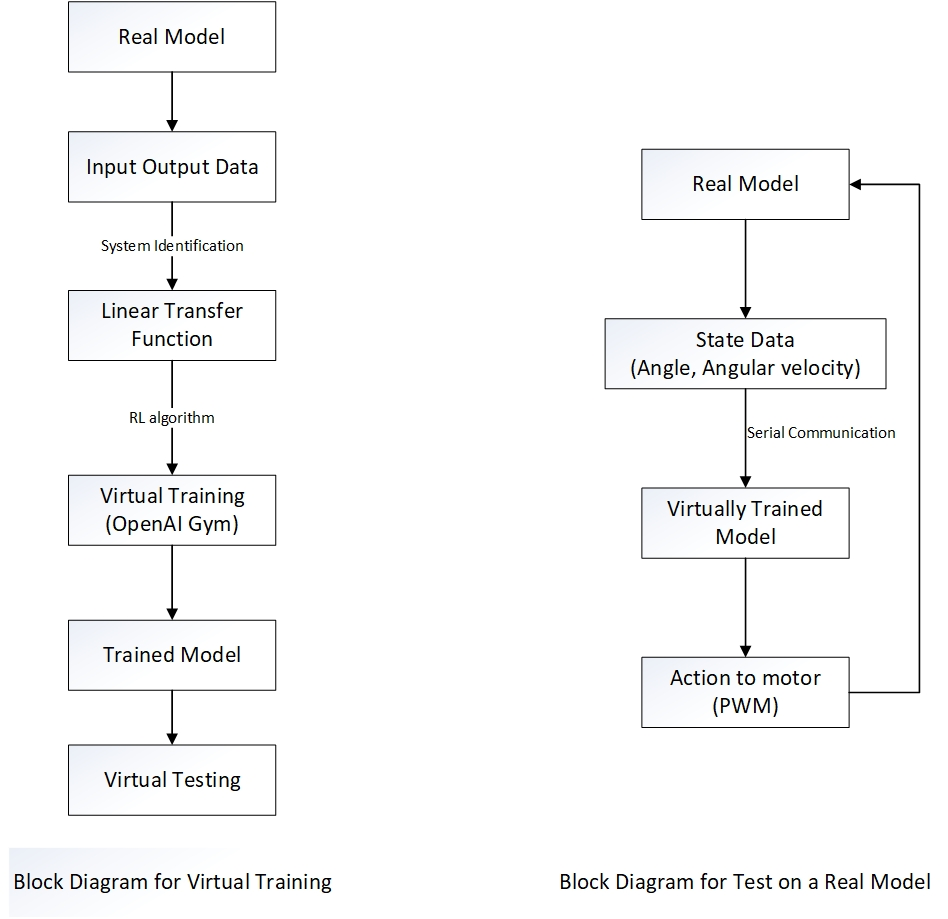 Real Model
Input Output Data
System Identification
Linear Transfer
Function
RL algorithm
Virtual Training
(OpenAI Gym)
Trained Model
Virtual Testing
Block Diagram for Virtual Training
Real Model
State Data
(Angle, Angular velocity)
Serial Communication
Virtually Trained
Model
Action to motor
(PWM)
Block Diagram for Test on a Real Model